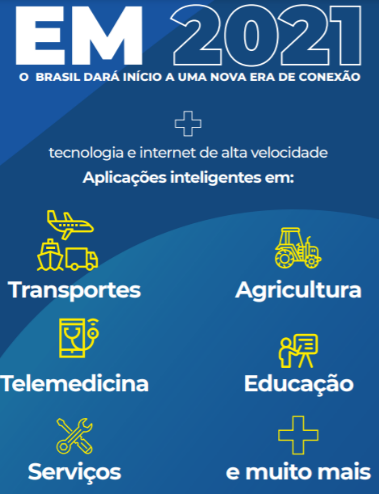 EM 2021
O BRASIL DARÁ INÍCIO A UMA NOVA ERA DE CONEXÃO
tecnologia e internet de alta velocidade
Aplicações inteligentes em:
Transportes
Agricultura
Telemedicina
Educação
Serviços
e muito mais